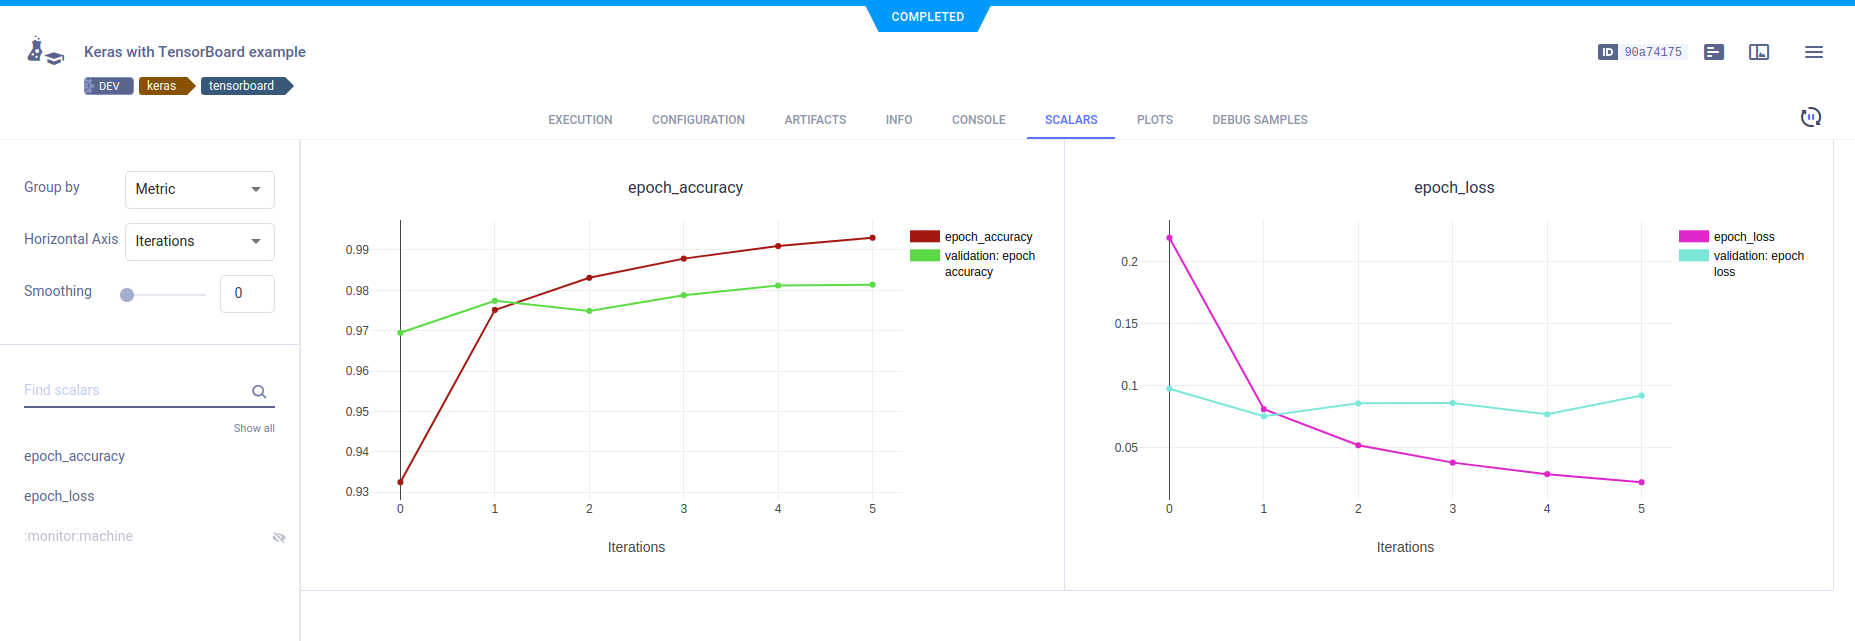 COMPLETED
Keras with TensorBoard example
ID 90a74175
DEV keras tensorboard
EXECUTION CONFIGURATION ARTIFACTS INFO CONSOLE SCALARS PLOTS DEBUG SAMPLES
Group by Metric
Horizontal Axis Iterations
Smoothing 0
Find scalars
Show all
epoch_accuracy
epoch_loss
:monitor:machine
epoch_accuracy
0.99
0.98
0.97
0.96
0.95
0.94
0.93
0 1 2 3 4 5
Iterations
epoch_accuracy
validation: epoch
accuracy
epoch_loss
0.2
0.15
0.1
0.05
0 1 2 3 4 5
Iterations
epoch_loss
validation: epoch
loss